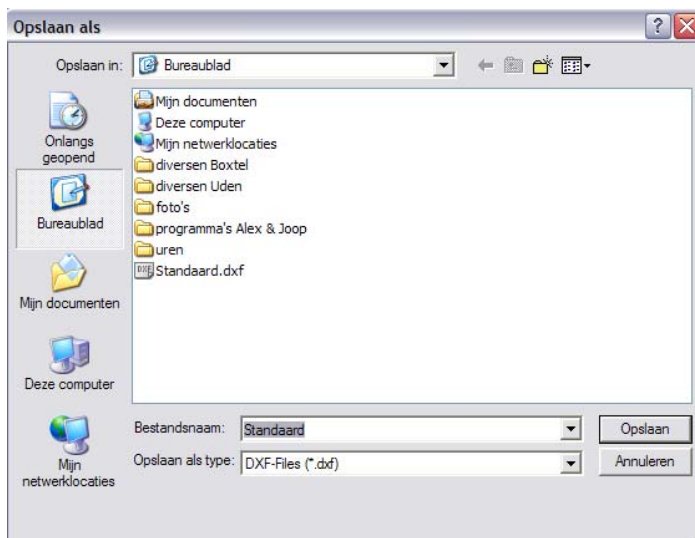 Opslaan als
Opslaan in:
Bureaublad
Onlangs
geopend
Bureaublad
Mijn documenten
Deze computer
Mijn
netwerklocaties
Mijn documenten
Deze computer
Mijn netwerklocaties
diversen Boxtel
diversen Uden
foto's
programma's Alex & Joop
uren
Standaard.dxf
Bestandsnaam:
Standaard
Opslaan
Opslaan als type:
DXF-Files (*.dxf)
Annuleren